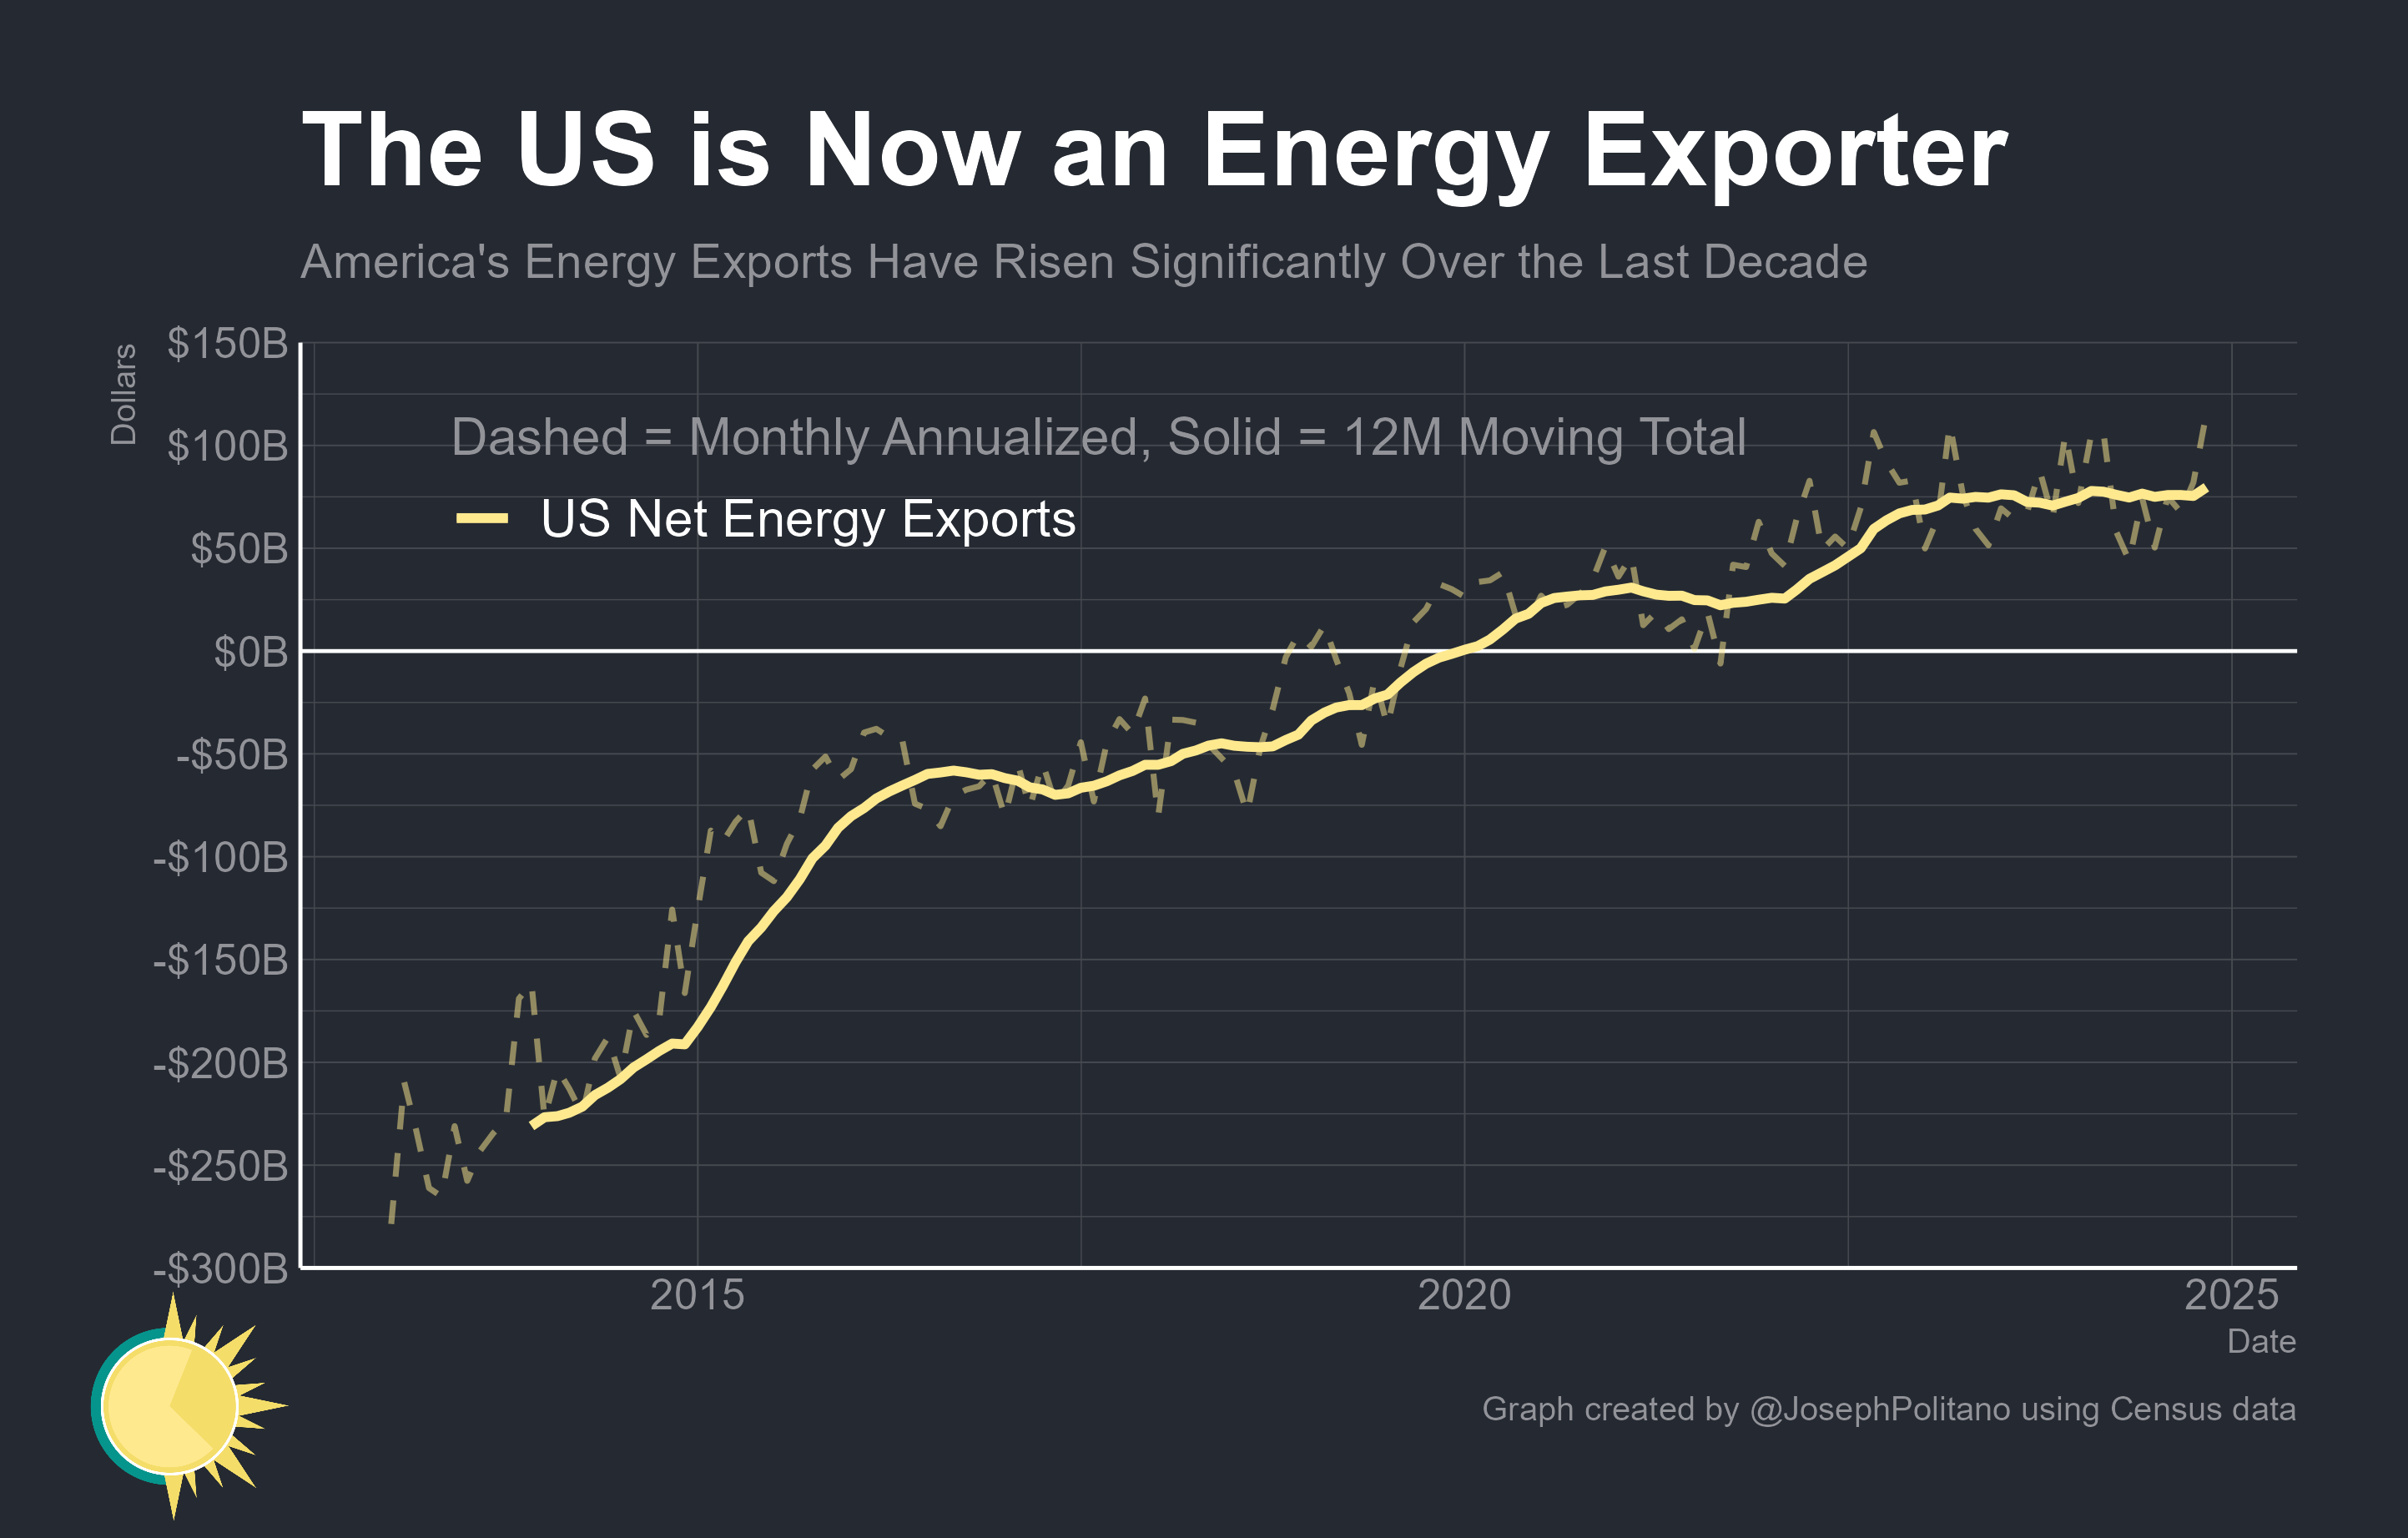 The US is Now an Energy Exporter
America's Energy Exports Have Risen Significantly Over the Last Decade
Dollars
$150B
$100B
$50B
$0B
-$50B
-$100B
-$150B
-$200B
-$250B
-$300B
Dashed = Monthly Annualized, Solid = 12M Moving Total
US Net Energy Exports
2015 2020 2025
Date
Graph created by @JosephPolitano using Census data